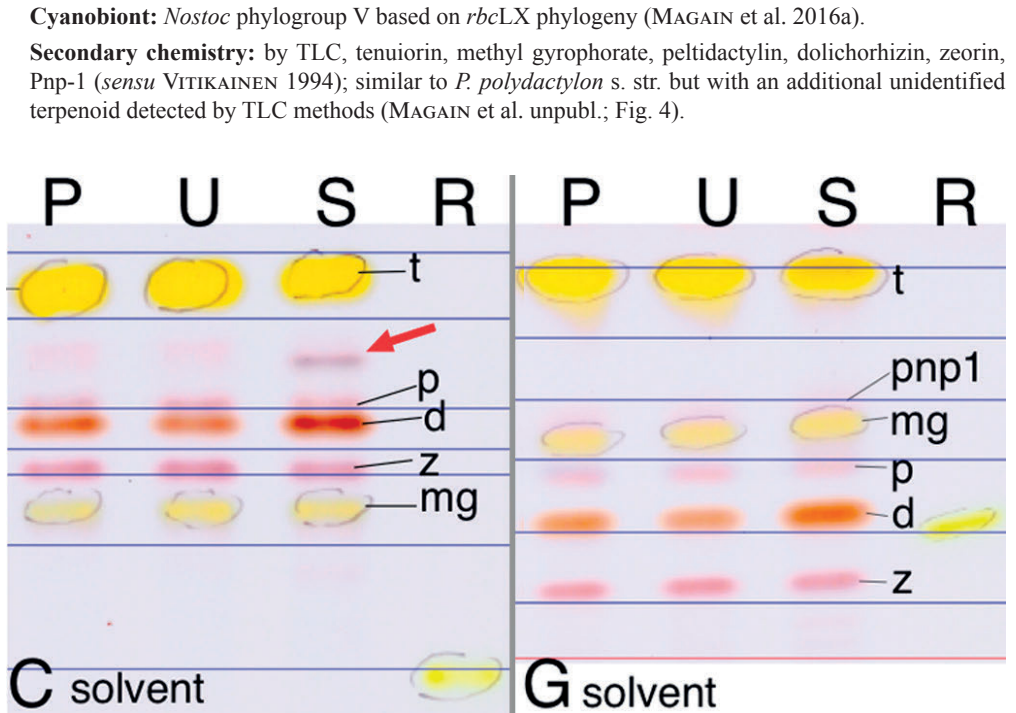 Cyanobiont: Nostoc phylogroup V based on rbcLX phylogeny (Magain et al. 2016a).
Secondary chemistry: by TLC, tenuiorin, methyl gyrophorate, peltidactylin, dolichorhizin, zeorin,
Pnp-1 (sensu Vitikainen 1994); similar to P. polydactylon s. str. but with an additional unidentified
terpenoid detected by TLC methods (Magain et al. unpubl.; Fig. 4).
P U S R
t
p
d
z
mg
C solvent
P U S R
t
pnp1
mg
p
d
z
G solvent